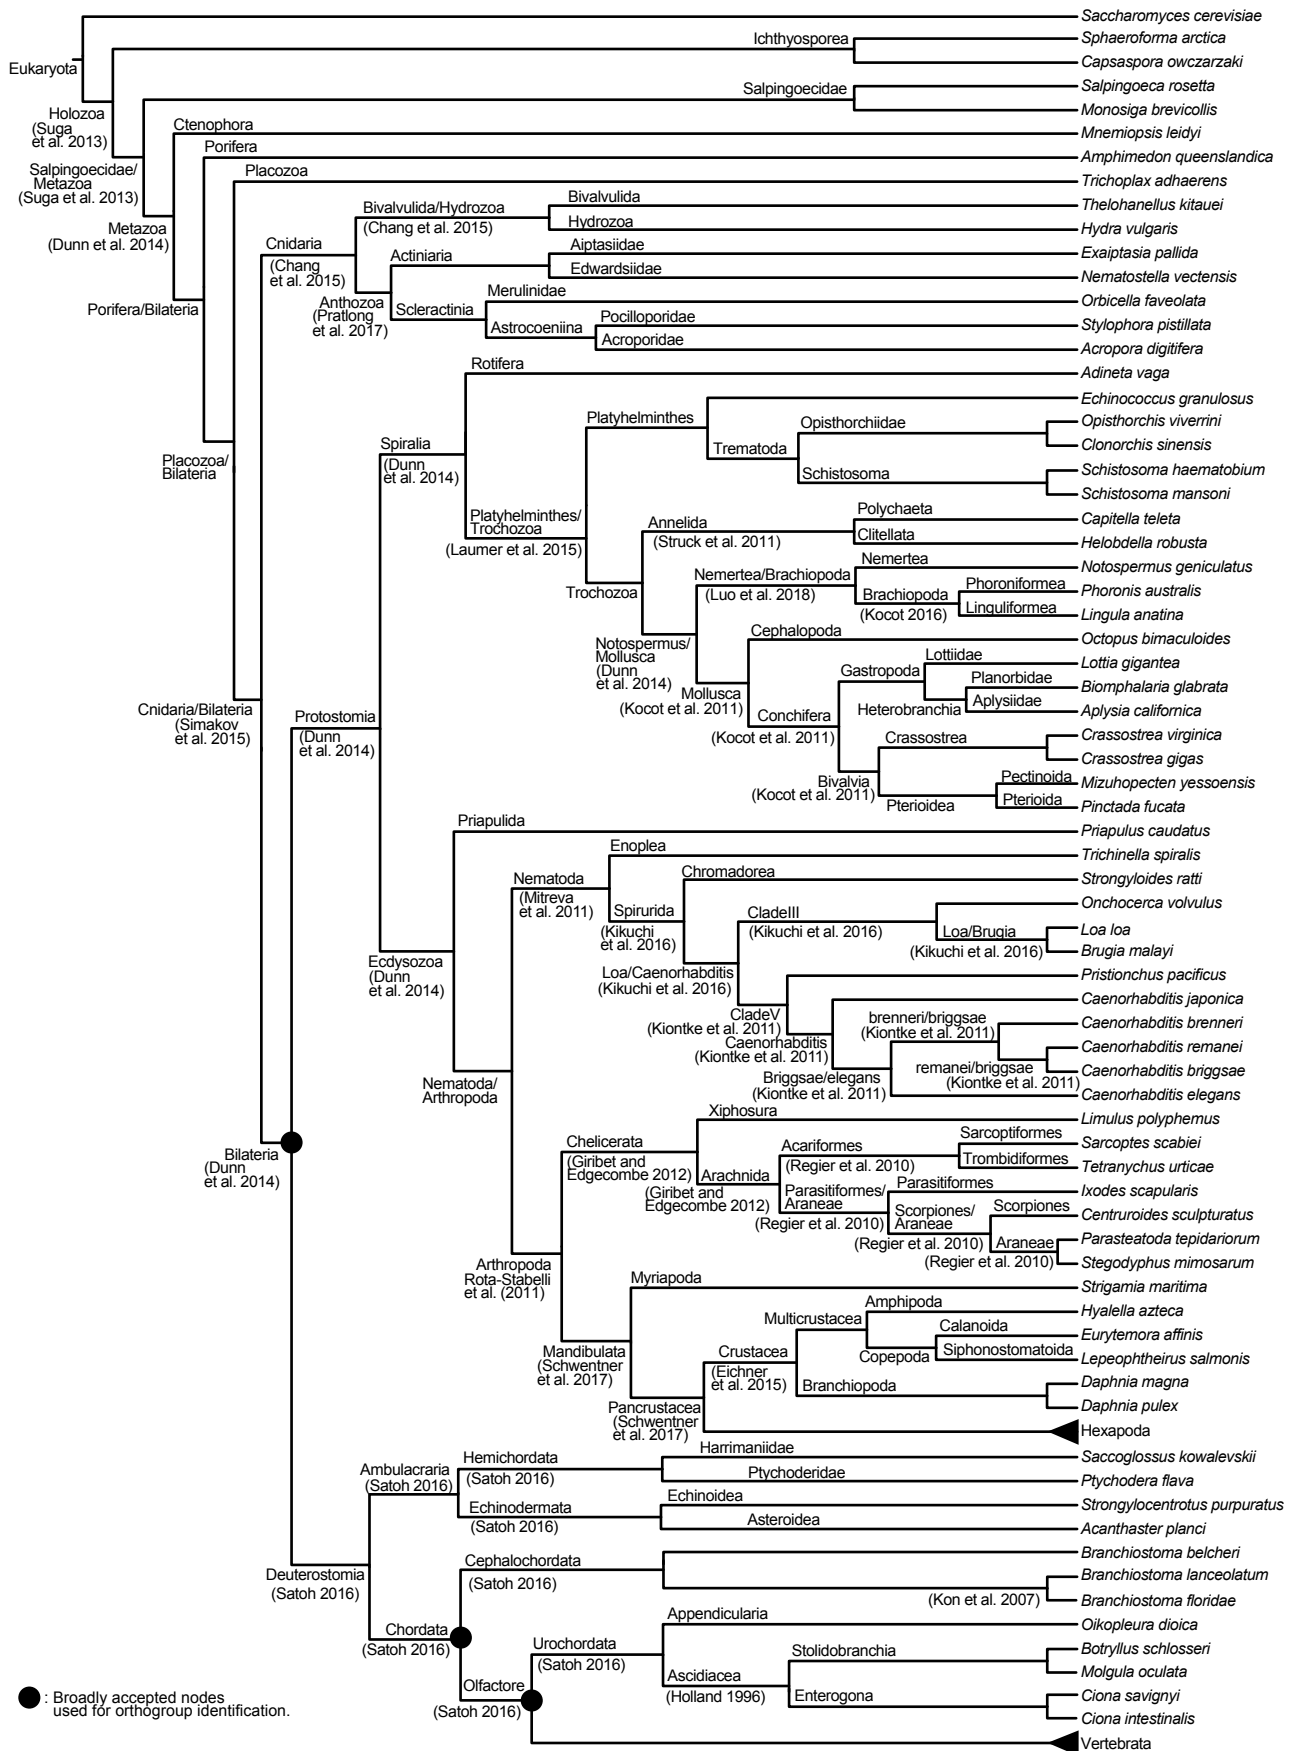 Saccharomyces cerevisiae
Ichthyosporea
Sphaeroforma arctica
Capsaspora owczarzaki
Eukaryota
Salpingoecidae
Salpingoeca rosetta
Monosiga brevicollis
Holozoa
(Suga
et al. 2013)
Ctenophora
Mnemiopsis leidyi
Porifera
Amphimedon queenslandica
Salpingoecidae/
Metazoa
(Suga et al. 2013)
Placozoa
Trichoplax adhaerens
Metazoa
(Dunn et al. 2014)
Bivalvulida/Hydrozoa
(Chang et al. 2015)
Bivalvulida
Thelohanellus kitauei
Hydrozoa
Hydra vulgaris
Cnidaria
(Chang
et al. 2015)
Actiniaria
Aiptasiidae
Exaiptasia pallida
Edwardsiidae
Nematostella vectensis
Porifera/Bilateria
Anthozoa
(Pratlong
et al. 2017)
Scleractinia
Merulinidae
Orbicella faveolata
Astrocoeniina
Pocilloporidae
Stylophora pistillata
Acroporidae
Acropora digitifera
Rotifera
Adineta vaga
Placozoa/
Bilateria
Spiralia
(Dunn
et al. 2014)
Platyhelminthes
Echinococcus granulosus
Trematoda
Opisthorchiidae
Opisthorchis viverrini
Clonorchis sinensis
Schistosoma
Schistosoma haematobium
Schistosoma mansoni
Platyhelminthes/
Trochozoa
(Laumer et al. 2015)
Annelida
(Struck et al. 2011)
Polychaeta
Capitella teleta
Clitellata
Helobdella robusta
Trochozoa
Nemertea/Brachiopoda
(Luo et al. 2018)
Nemertea
Notospermus geniculatus
Brachiopoda
(Kocot 2016)
Phoroniformea
Phoronis australis
Linguliformea
Lingula anatina
Notospermus/
Mollusca
(Dunn
et al. 2014)
Cephalopoda
Octopus bimaculoides
Mollusca
(Kocot et al. 2011)
Gastropoda
Lottiidae
Lottia gigantea
Planorbidae
Biomphalaria glabrata
Heterobranchia
Aplysiidae
Aplysia californica
Conchifera
(Kocot et al. 2011)
Crassostrea
Crassostrea virginica
Crassostrea gigas
Bivalvia
(Kocot et al. 2011)
Pterioidea
Pectinoida
Mizuhopecten yessoensis
Pterioida
Pinctada fucata
Cnidaria/Bilateria
(Simakov
et al. 2015)
Protostomia
(Dunn
et al. 2014)
Priapulida
Priapulus caudatus
Nematoda
(Mitreva
et al. 2011)
Enoplea
Trichinella spiralis
Spirurida
(Kikuchi
et al. 2016)
Chromadorea
Strongyloides ratti
CladeIII
(Kikuchi et al. 2016)
Onchocerca volvulus
Loa/Brugia
(Kikuchi et al. 2016)
Loa loa
Brugia malayi
Ecdysozoa
(Dunn
et al. 2014)
Loa/Caenorhabditis
(Kikuchi et al. 2016)
Pristionchus pacificus
CladeV
(Kiontke et al. 2011)
Caenorhabditis japonica
Caenorhabditis
(Kiontke et al. 2011)
brenneri/briggsae
(Kiontke et al. 2011)
Caenorhabditis brenneri
Caenorhabditis remanei
remanei/briggsae
(Kiontke et al. 2011)
Caenorhabditis briggsae
Briggsae/elegans
(Kiontke et al. 2011)
Caenorhabditis elegans
Nematoda/
Arthropoda
Xiphosura
Limulus polyphemus
Chelicerata
(Giribet and
Edgecombe 2012)
Arachnida
(Giribet and
Edgecombe 2012)
Acariformes
(Regier et al. 2010)
Sarcoptiformes
Sarcoptes scabiei
Trombidiformes
Tetranychus urticae
Parasitiformes/
Araneae
(Regier et al. 2010)
Parasitiformes
Ixodes scapularis
Scorpiones/
Araneae
(Regier et al. 2010)
Scorpiones
Centruroides sculpturatus
Araneae
(Regier et al. 2010)
Parasteatoda tepidariorum
Stegodyphus mimosarum
Bilateria
(Dunn
et al. 2014)
Arthropoda
Rota-Stabelli
et al. (2011)
Myriapoda
Strigamia maritima
Mandibulata
(Schwentner
et al. 2017)
Multicrustacea
Amphipoda
Hyalella azteca
Copepoda
Calanoida
Eurytemora affinis
Siphonostomatoida
Lepeophtheirus salmonis
Crustacea
(Eichner
et al. 2015)
Branchiopoda
Daphnia magna
Daphnia pulex
Pancrustacea
(Schwentner
et al. 2017)
Hexapoda
Ambulacraria
(Satoh 2016)
Hemichordata
(Satoh 2016)
Harrimaniidae
Saccoglossus kowalevskii
Ptychoderidae
Ptychodera flava
Echinodermata
(Satoh 2016)
Echinoidea
Strongylocentrotus purpuratus
Asteroidea
Acanthaster planci
Deuterostomia
(Satoh 2016)
Cephalochordata
(Satoh 2016)
Branchiostoma belcheri
Branchiostoma lanceolatum
(Kon et al. 2007)
Branchiostoma floridae
Chordata
(Satoh 2016)
Urochordata
(Satoh 2016)
Appendicularia
Oikopleura dioica
Ascidiacea
(Holland 1996)
Stolidobranchia
Botryllus schlosseri
Molgula oculata
Enterogona
Ciona savignyi
Ciona intestinalis
Olfactore
(Satoh 2016)
Vertebrata
: Broadly accepted nodes
used for orthogroup identification.